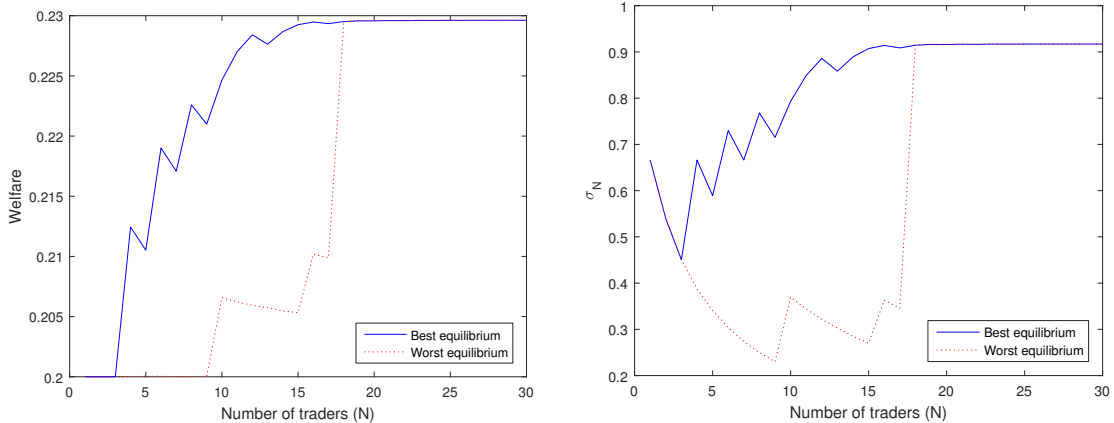 0.23
0.225
0.22
0.215
0.21
0.205
0.2
Welfare
0 5 10 15 20 25 30
Number of traders (N)
Best equilibrium
Worst equilibrium
1
0.9
0.8
0.7
0.6
0.5
0.4
0.3
0.2
σ_N
0 5 10 15 20 25 30
Number of traders (N)
Best equilibrium
Worst equilibrium